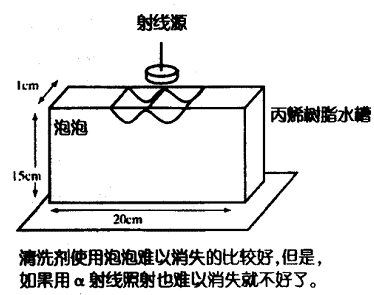 射线源
1cm
泡泡
丙烯树脂水槽
15cm
20cm
清洗剂使用泡泡难以消失的比较好,但是,
如果用 α 射线照射也难以消失就不好了。